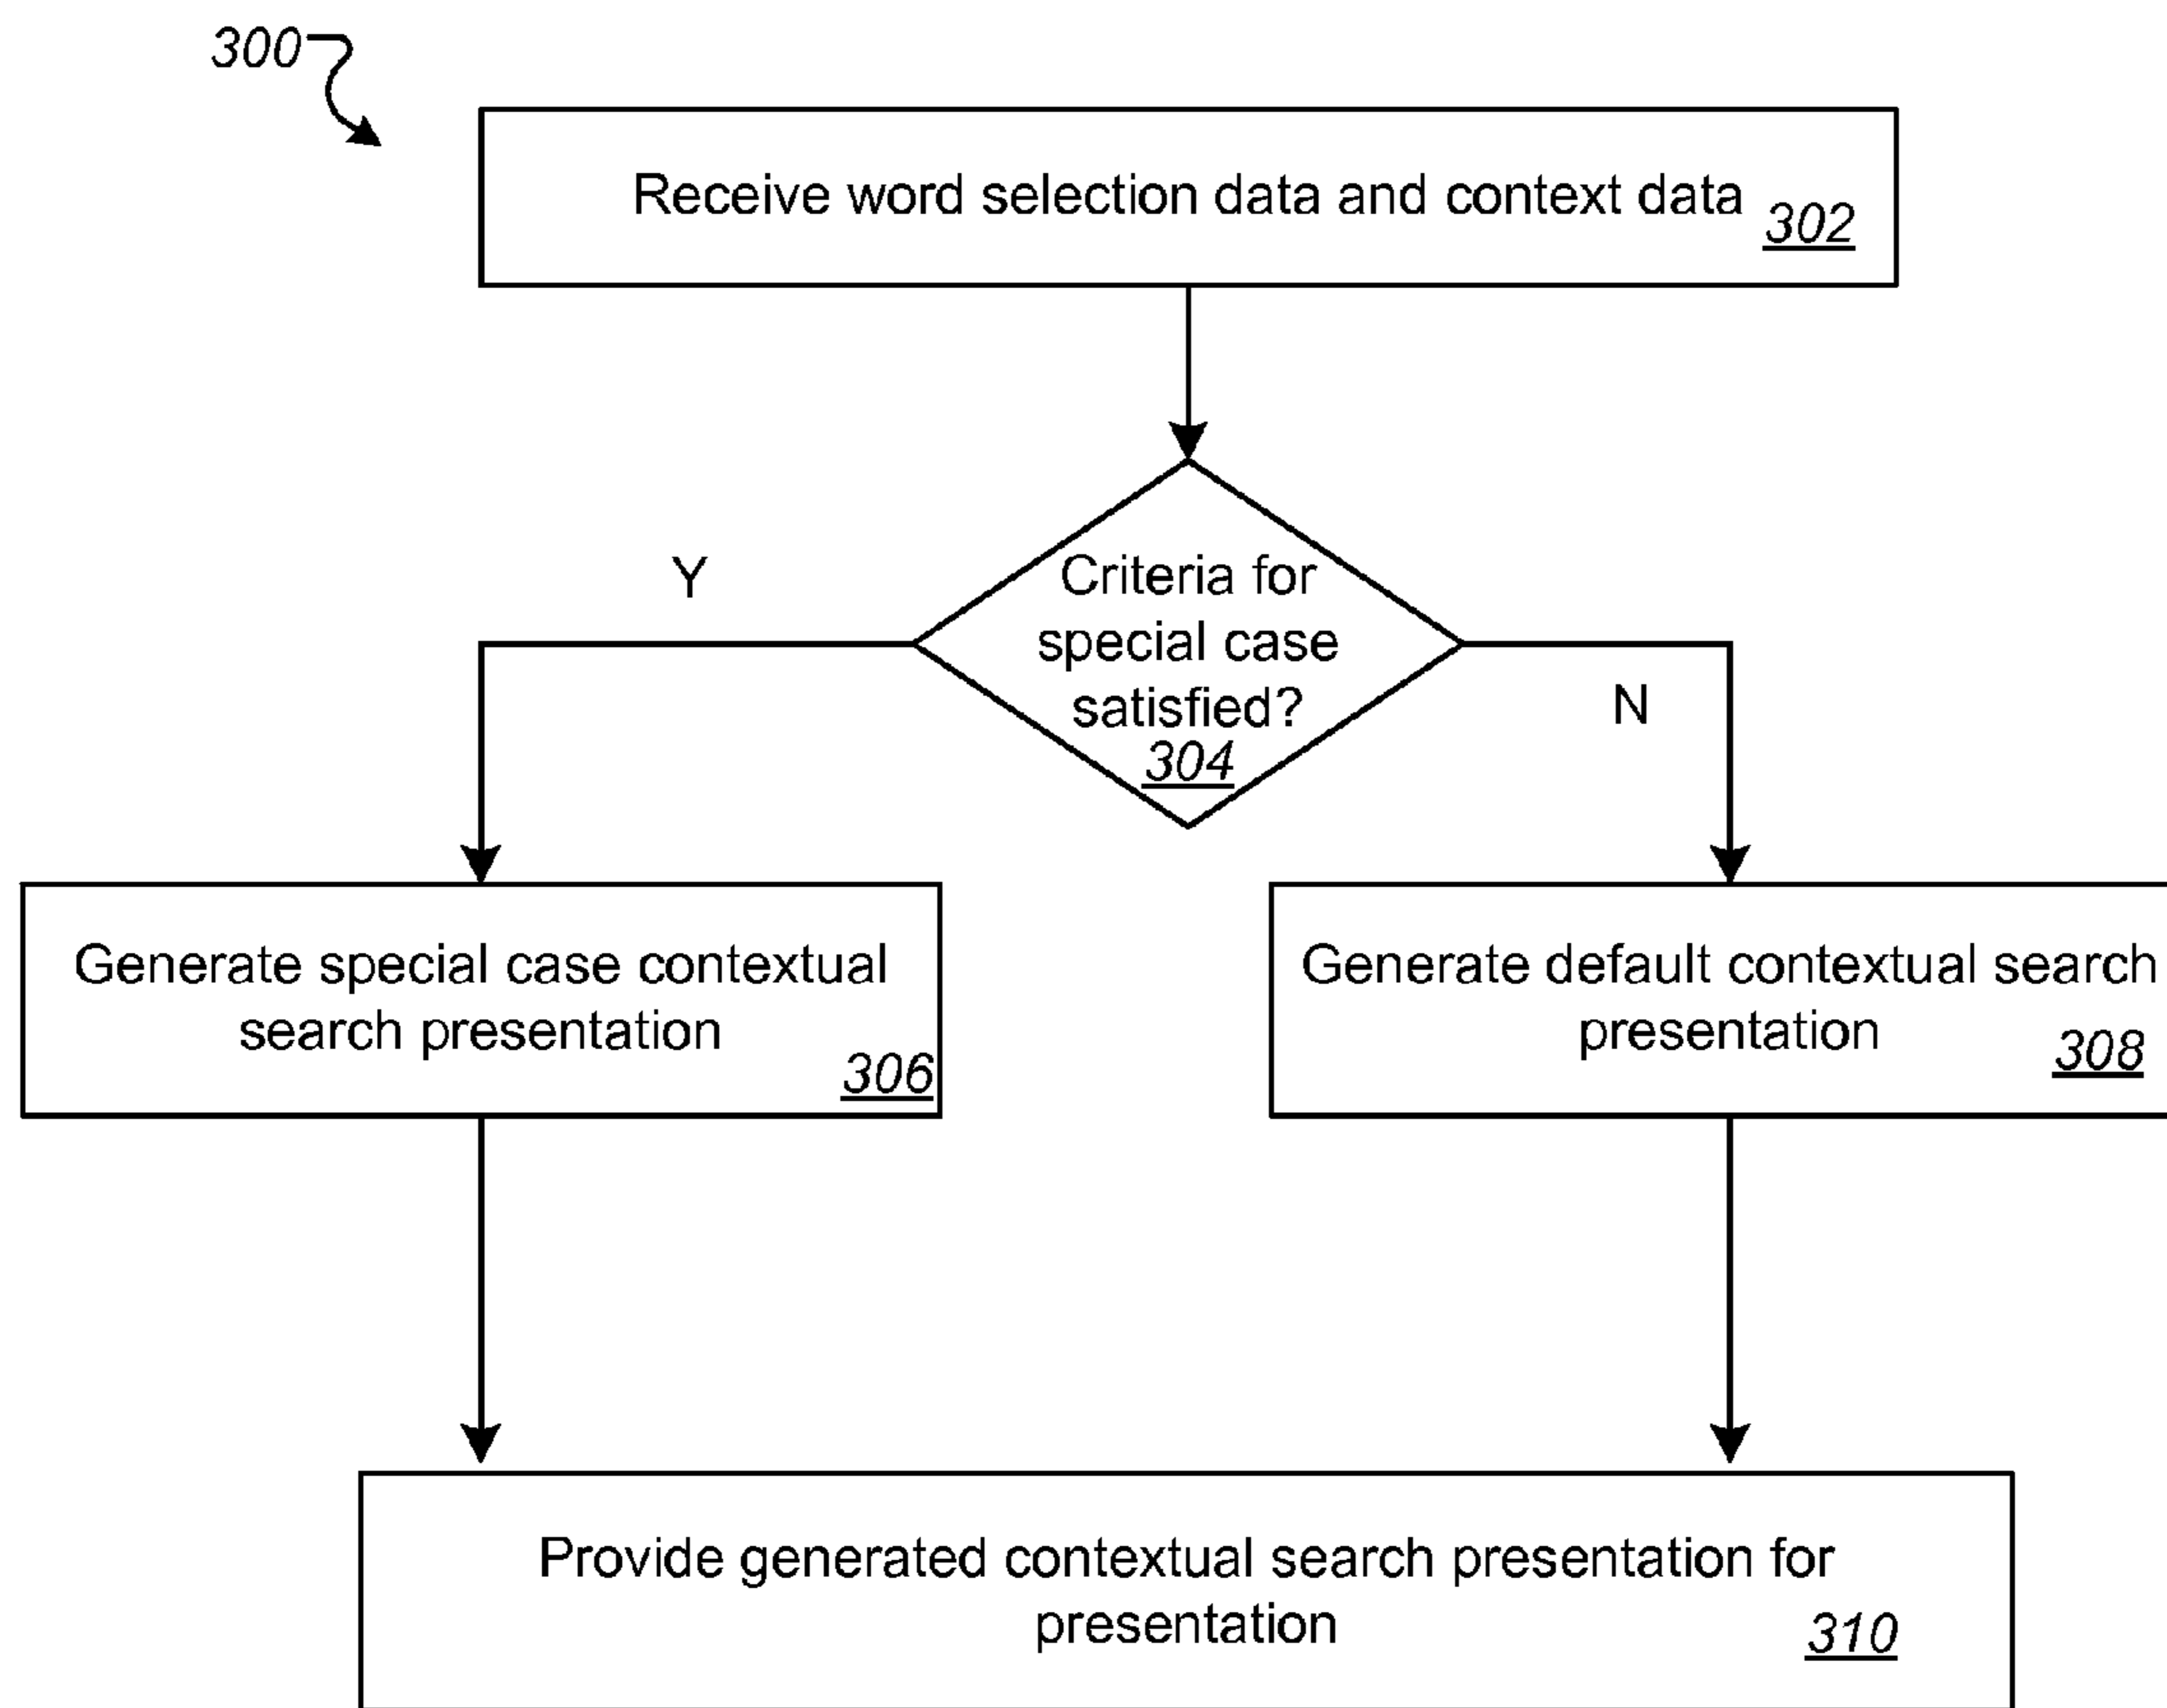 300
Receive word selection data and context data
302
Criteria for
special case
satisfied?
304
Y
N
Generate special case contextual
search presentation
306
Generate default contextual search
presentation
308
Provide generated contextual search presentation for
presentation
310